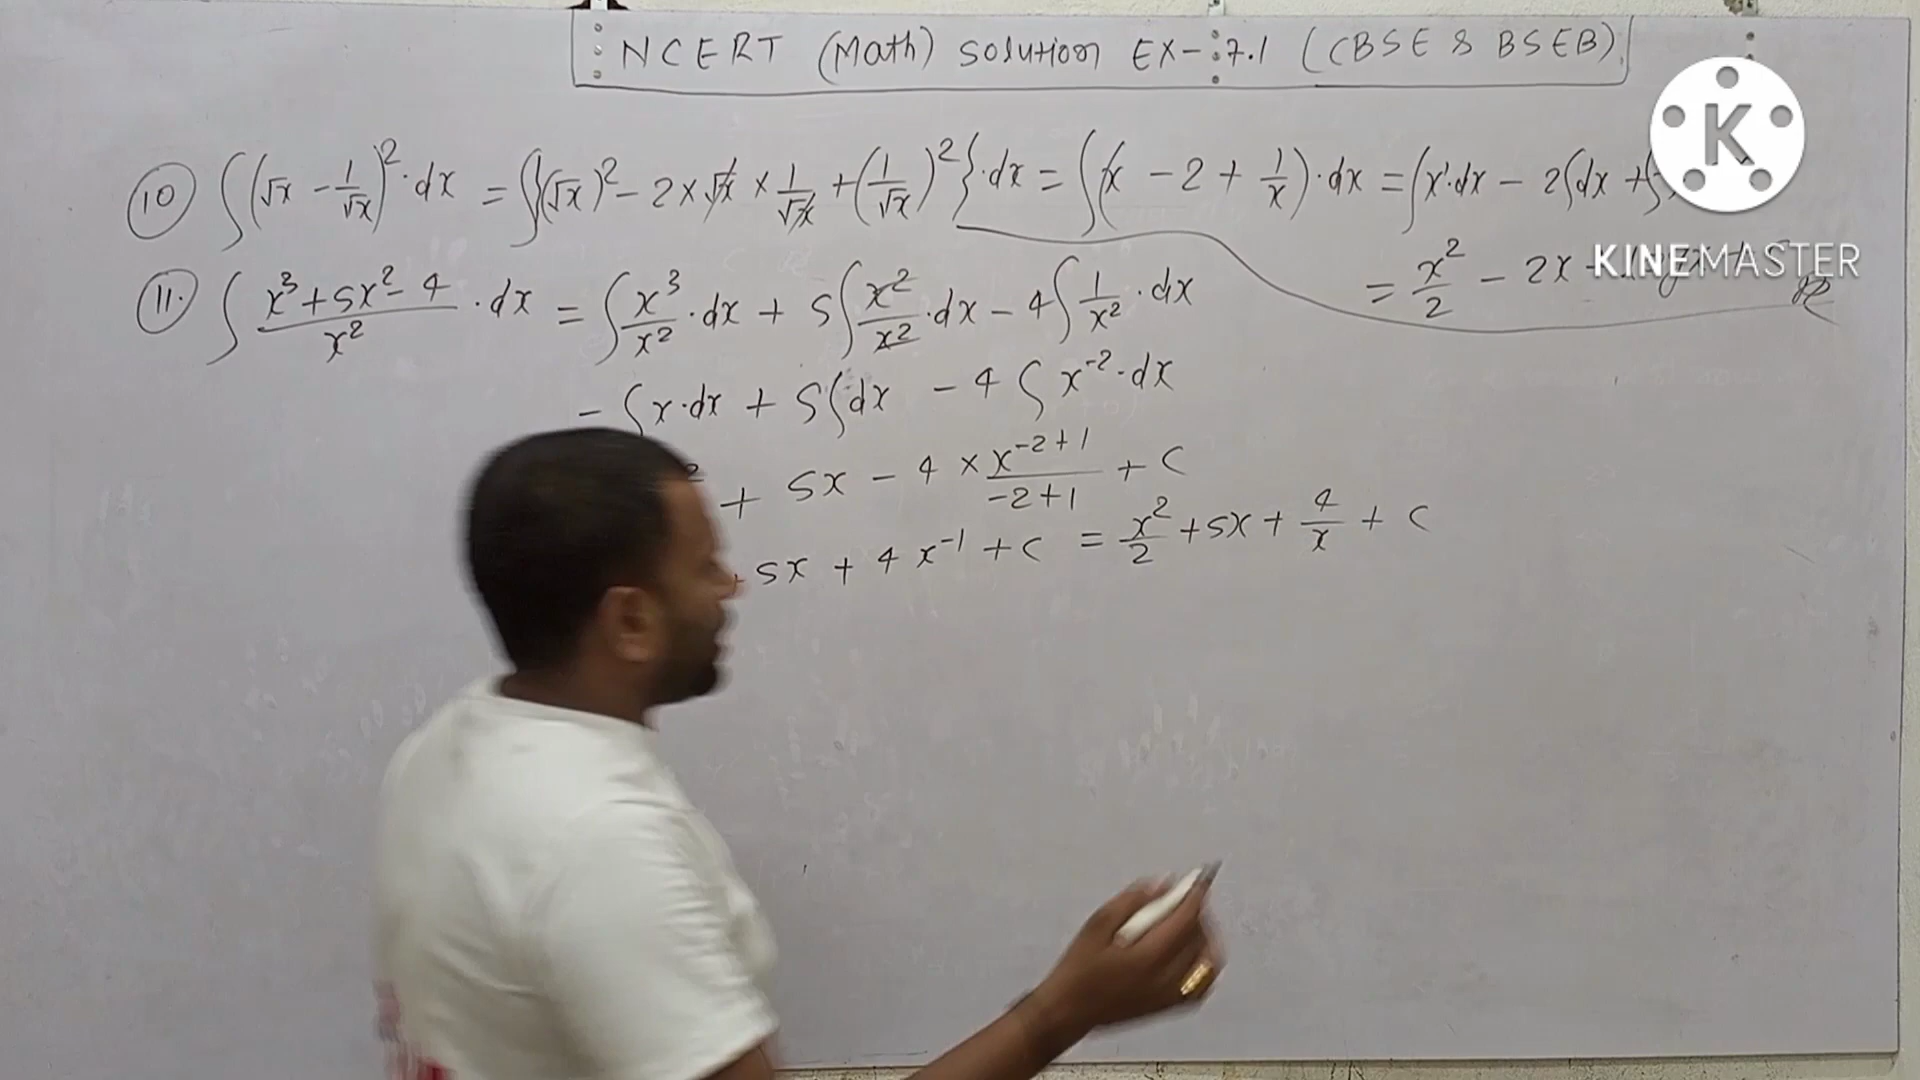 NCERT (Math) Solution EX-:7.1 (CBSE & BSEB)
KINEMASTER
10) ∫(√x - 1/√x)²·dx = ∫{(√x)² - 2×√x×1/√x + (1/√x)²}·dx = ∫(x - 2 + 1/x)·dx = ∫x·dx - 2∫dx + ∫
= x²/2 - 2x
11. ∫ (x³+5x²-4)/x² ·dx = ∫ x³/x² ·dx + 5∫ x²/x² ·dx - 4∫ 1/x² ·dx
- ∫x·dx + 5∫dx - 4∫x⁻²·dx
² + 5x - 4 × x⁻²⁺¹/(-2+1) + C
+5x + 4x⁻¹ + C = x²/2 + 5x + 4/x + C